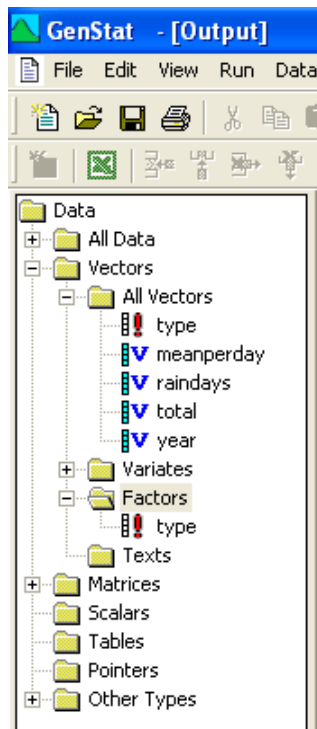 GenStat - [Output]
File Edit View Run Data
Data
All Data
Vectors
All Vectors
type
meanperday
raindays
total
year
Variates
Factors
type
Texts
Matrices
Scalars
Tables
Pointers
Other Types